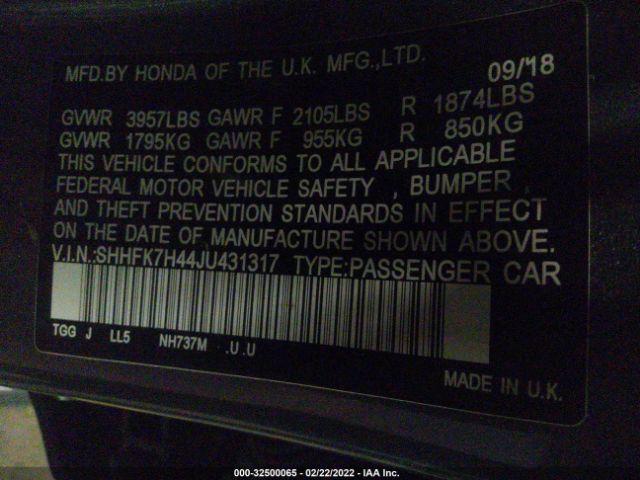 MFD.BY HONDA OF THE U.K. MFG.,LTD. 09/18
GVWR 3957LBS GAWR F 2105LBS R 1874LBS
GVWR 1795KG GAWR F 955KG R 850KG
THIS VEHICLE CONFORMS TO ALL APPLICABLE
FEDERAL MOTOR VEHICLE SAFETY , BUMPER ,
AND THEFT PREVENTION STANDARDS IN EFFECT
ON THE DATE OF MANUFACTURE SHOWN ABOVE.
V.I.N.:SHHFK7H44JU431317 TYPE:PASSENGER CAR
TGG J LL5 NH737M .U.U
MADE IN U.K.
000-32500065 - 02/22/2022 - IAA Inc.